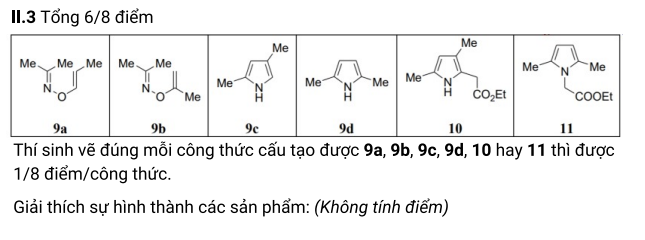 II.3 Tổng 6/8 điểm
Me Me Me
N O
9a
Me Me
N O Me
9b
Me
Me N H
9c
Me N H Me
9d
Me
Me N H CO₂Et
10
Me N Me
COOEt
11
Thí sinh vẽ đúng mỗi công thức cấu tạo được 9a, 9b, 9c, 9d, 10 hay 11 thì được
1/8 điểm/công thức.
Giải thích sự hình thành các sản phẩm: (Không tính điểm)